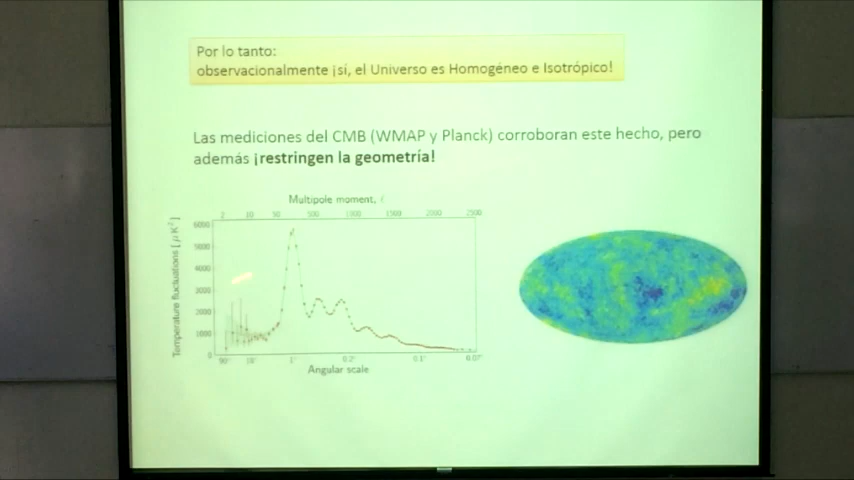 Por lo tanto:
observacionalmente ¡sí, el Universo es Homogéneo e Isotrópico!
Las mediciones del CMB (WMAP y Planck) corroboran este hecho, pero
además ¡restringen la geometría!
Multipole moment, ℓ
2 10 50 500 1000 1500 2000 2500
Temperature fluctuations [ μ K² ]
6000
5000
4000
3000
2000
1000
0
90° 18° 1° 0.2° 0.1° 0.07°
Angular scale